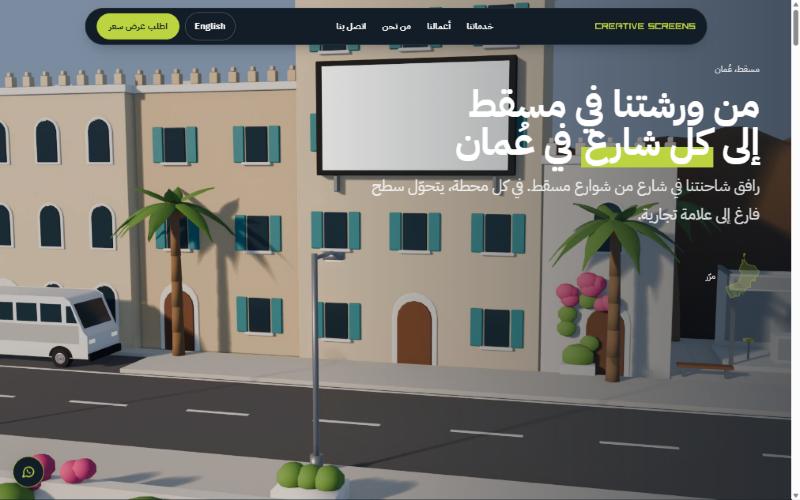 CREATIVE SCREENS
خدماتنا
أعمالنا
من نحن
اتصل بنا
English
اطلب عرض سعر
مسقط، عُمان
من ورشتنا في مسقط
إلى كل شارع في عُمان
رافق شاحنتنا في شارع من شوارع مسقط. في كل محطة، يتحوّل سطح
فارغ إلى علامة تجارية.
مرّر